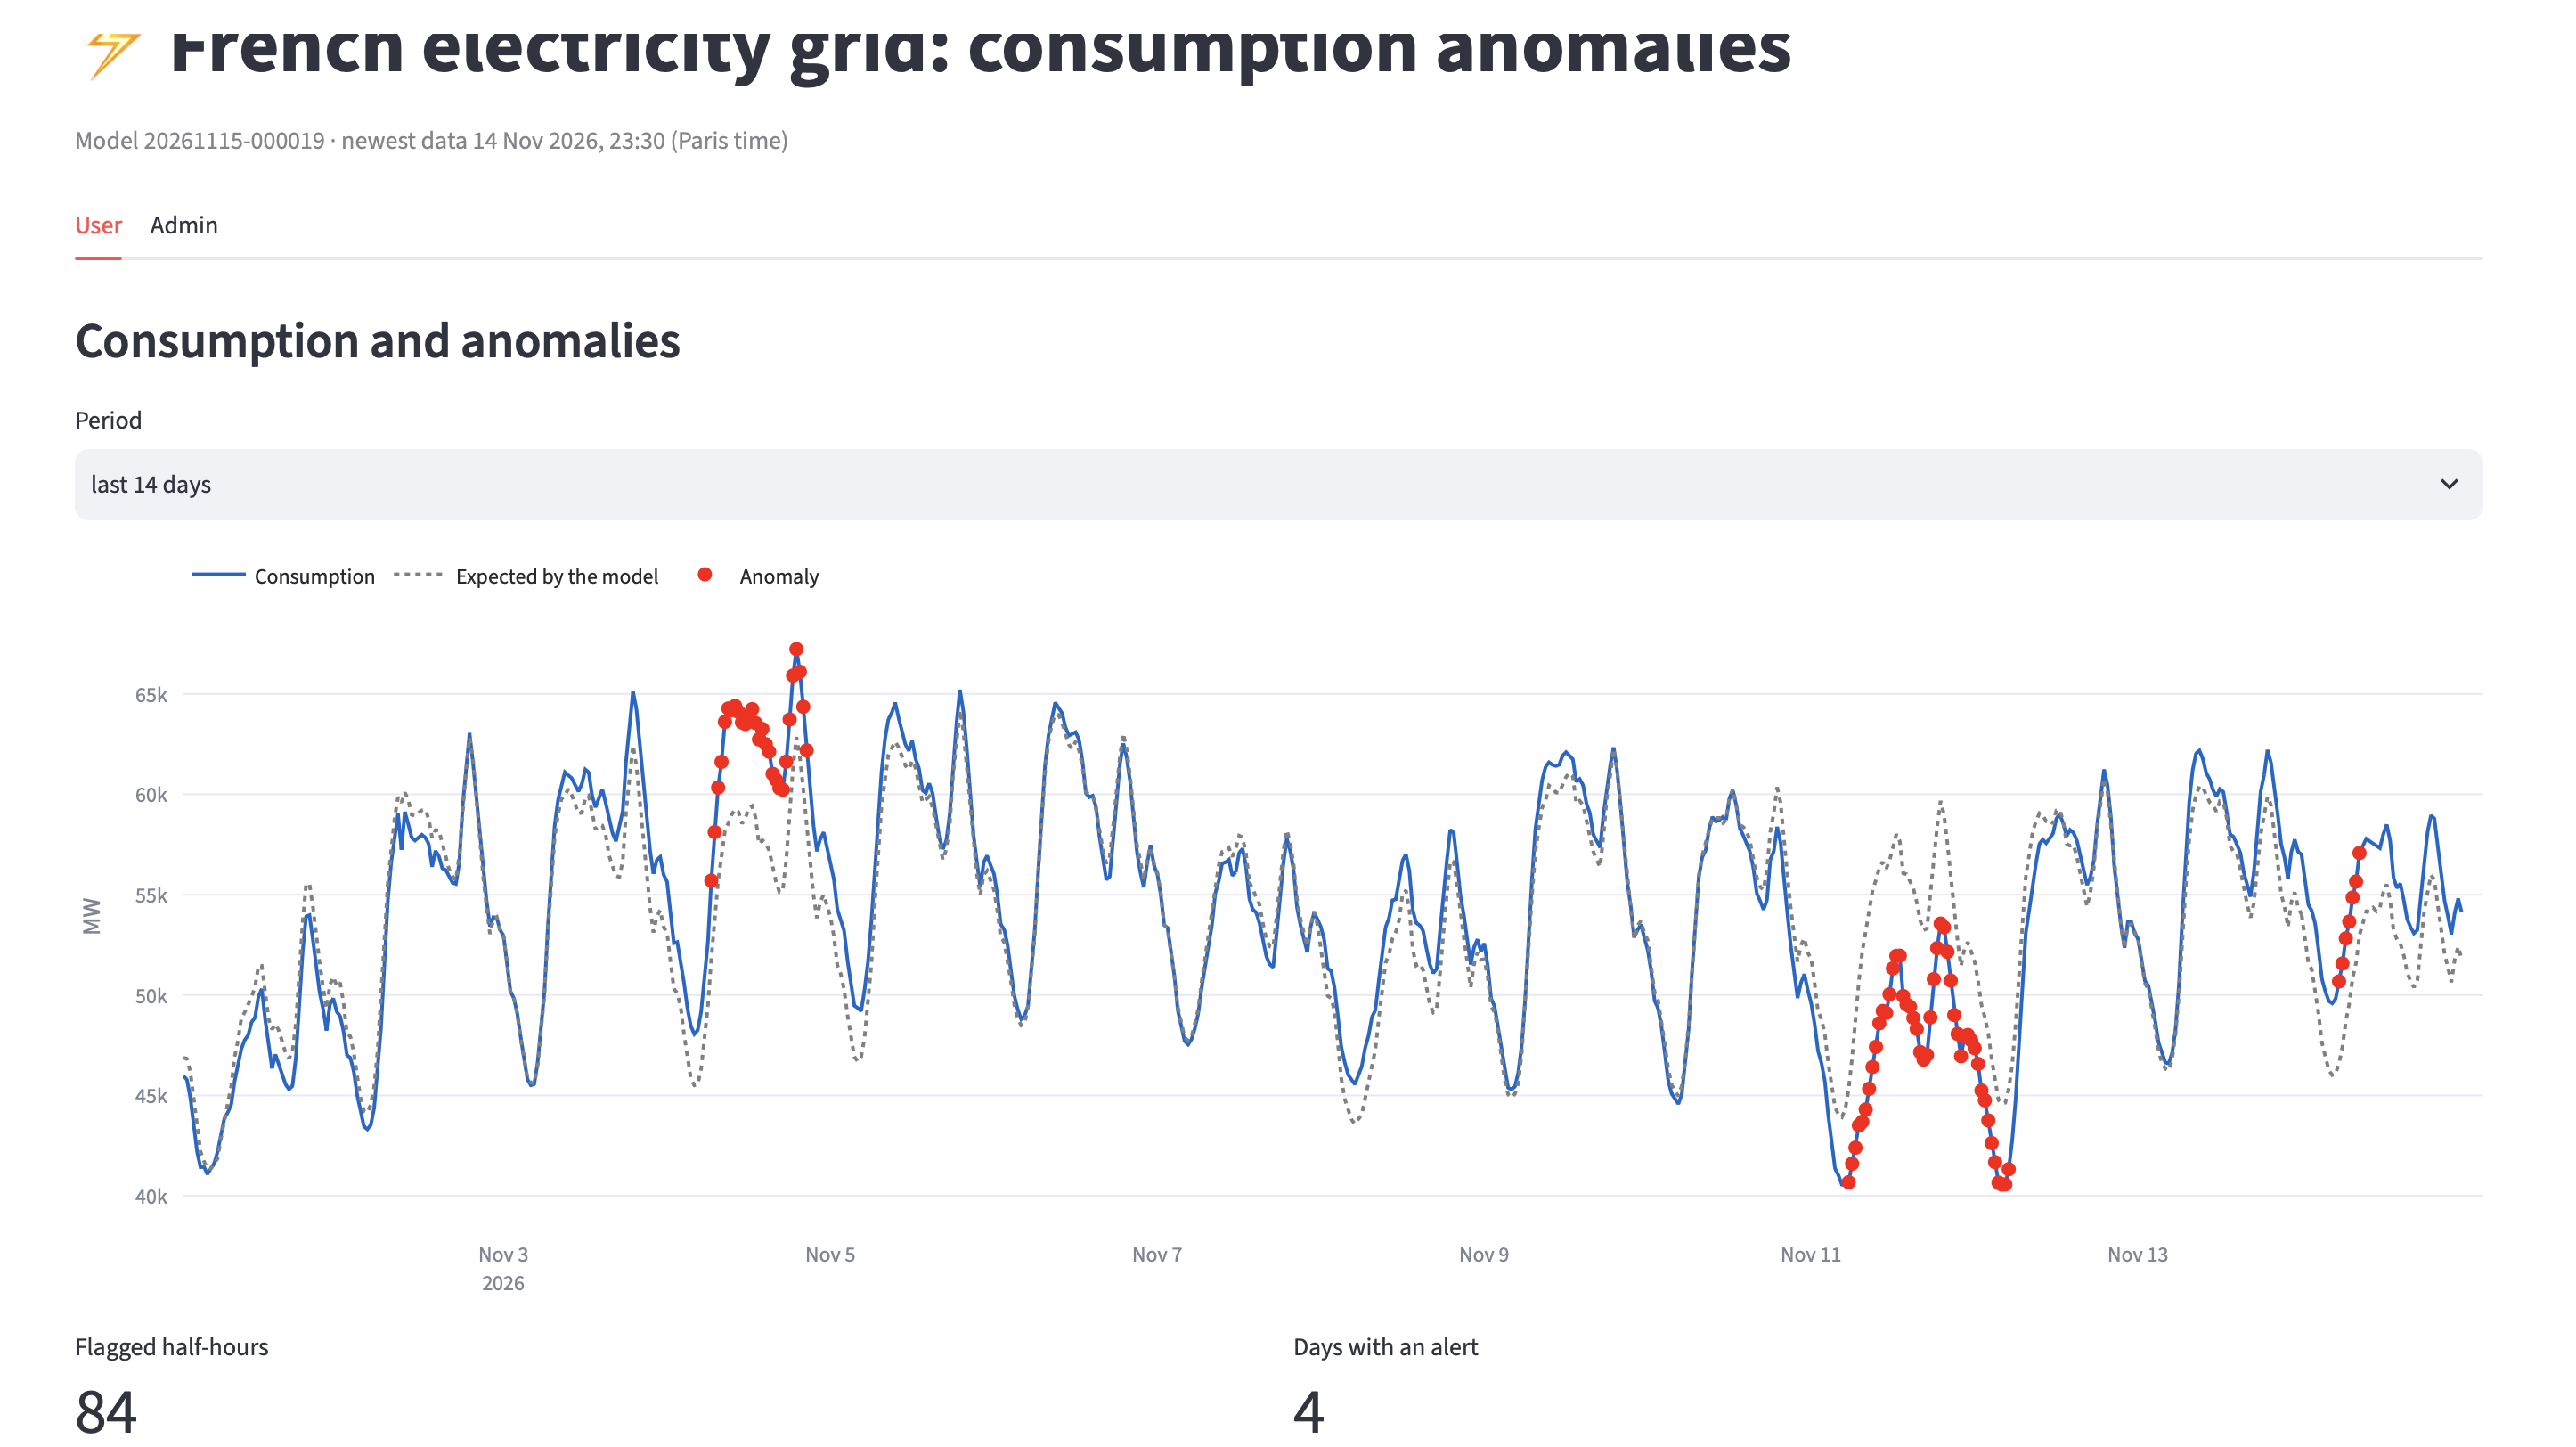 ⚡ French electricity grid: consumption anomalies
Model 20261115-000019 · newest data 14 Nov 2026, 23:30 (Paris time)
User Admin
Consumption and anomalies
Period
last 14 days
Consumption Expected by the model Anomaly
65k
60k
55k
50k
45k
40k
MW
Nov 3 Nov 5 Nov 7 Nov 9 Nov 11 Nov 13
2026
Flagged half-hours Days with an alert
84 4